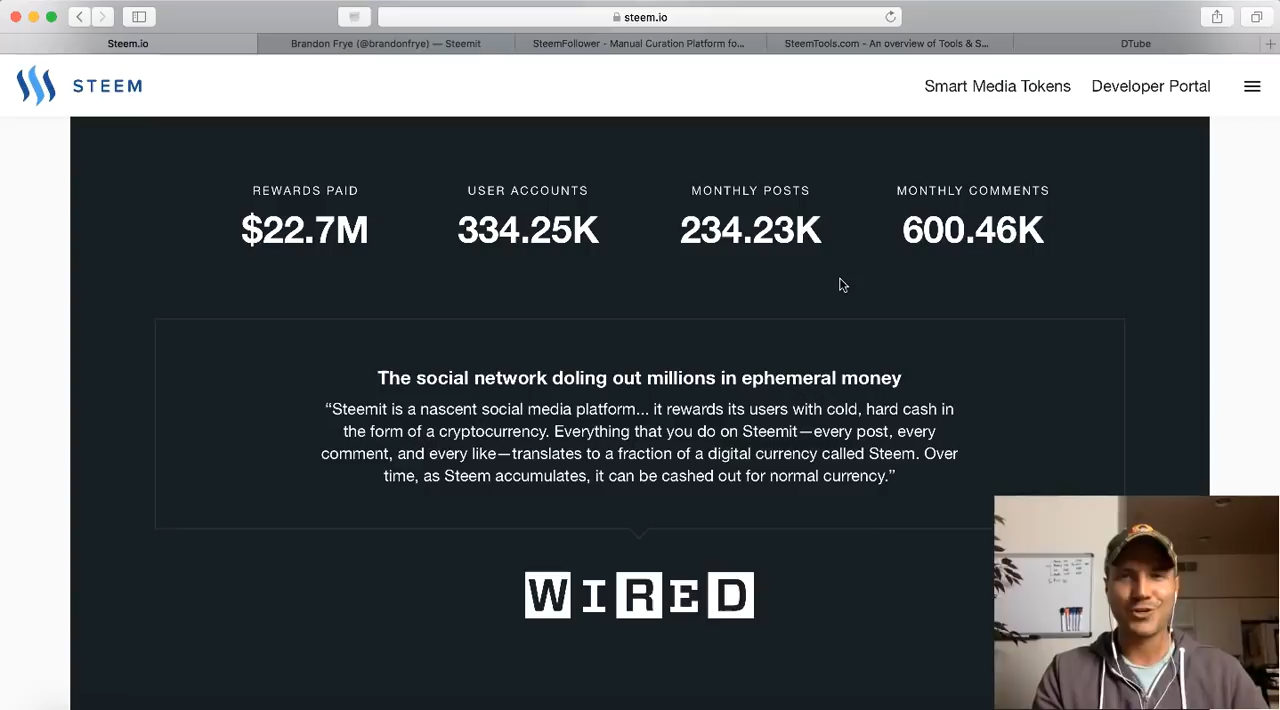 steem.io
Steem.io
Brandon Frye (@brandonfrye) — Steemit
SteemFollower - Manual Curation Platform fo...
SteemTools.com - An overview of Tools & S...
DTube
STEEM
Smart Media Tokens
Developer Portal
REWARDS PAID
USER ACCOUNTS
MONTHLY POSTS
MONTHLY COMMENTS
$22.7M
334.25K
234.23K
600.46K
The social network doling out millions in ephemeral money
“Steemit is a nascent social media platform... it rewards its users with cold, hard cash in
the form of a cryptocurrency. Everything that you do on Steemit—every post, every
comment, and every like—translates to a fraction of a digital currency called Steem. Over
time, as Steem accumulates, it can be cashed out for normal currency.”
WIRED